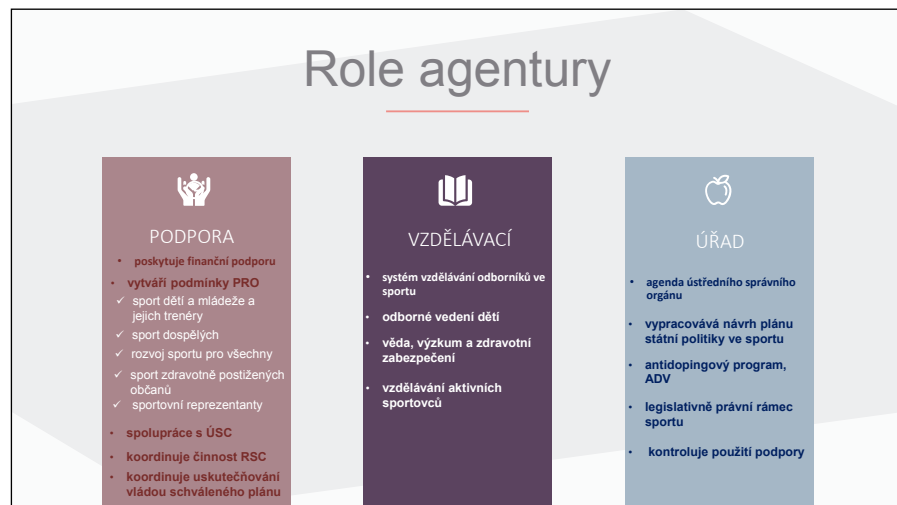 Role agentury
PODPORA
• poskytuje finanční podporu
• vytváří podmínky PRO
✓ sport dětí a mládeže a
jejich trenéry
✓ sport dospělých
✓ rozvoj sportu pro všechny
✓ sport zdravotně postižených
občanů
✓ sportovní reprezentanty
• spolupráce s ÚSC
• koordinuje činnost RSC
• koordinuje uskutečňování
vládou schváleného plánu
VZDĚLÁVACÍ
• systém vzdělávání odborníků ve
sportu
• odborné vedení dětí
• věda, výzkum a zdravotní
zabezpečení
• vzdělávání aktivních
sportovců
ÚŘAD
• agenda ústředního správního
orgánu
• vypracovává návrh plánu
státní politiky ve sportu
• antidopingový program,
ADV
• legislativně právní rámec
sportu
• kontroluje použití podpory